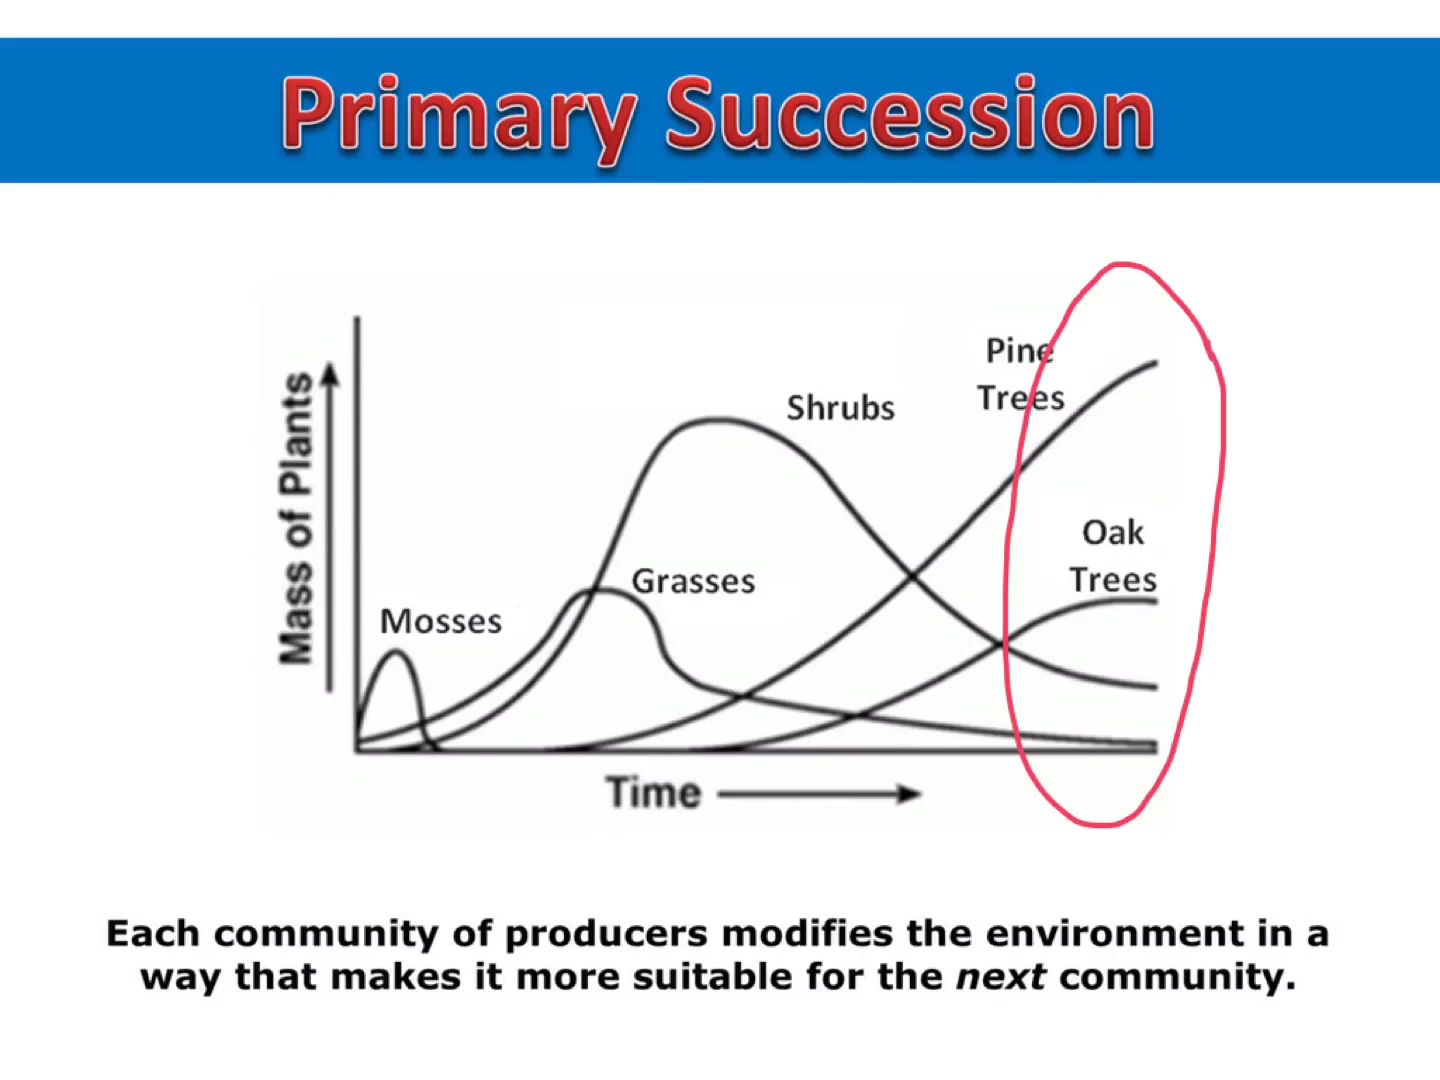 Primary Succession
Pine
Trees
Shrubs
Oak
Trees
Grasses
Mosses
Mass of Plants
Time
Each community of producers modifies the environment in a
way that makes it more suitable for the next community.